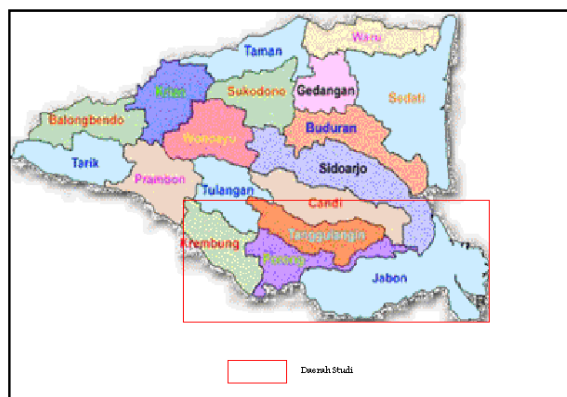 Waru
Taman
Krian
Sukodono
Gedangan
Sedati
Balongbendo
Wonoayu
Buduran
Tarik
Sidoarjo
Prambon
Tulangan
Candi
Krembung
Tanggulangin
Porong
Jabon
Daerah Studi